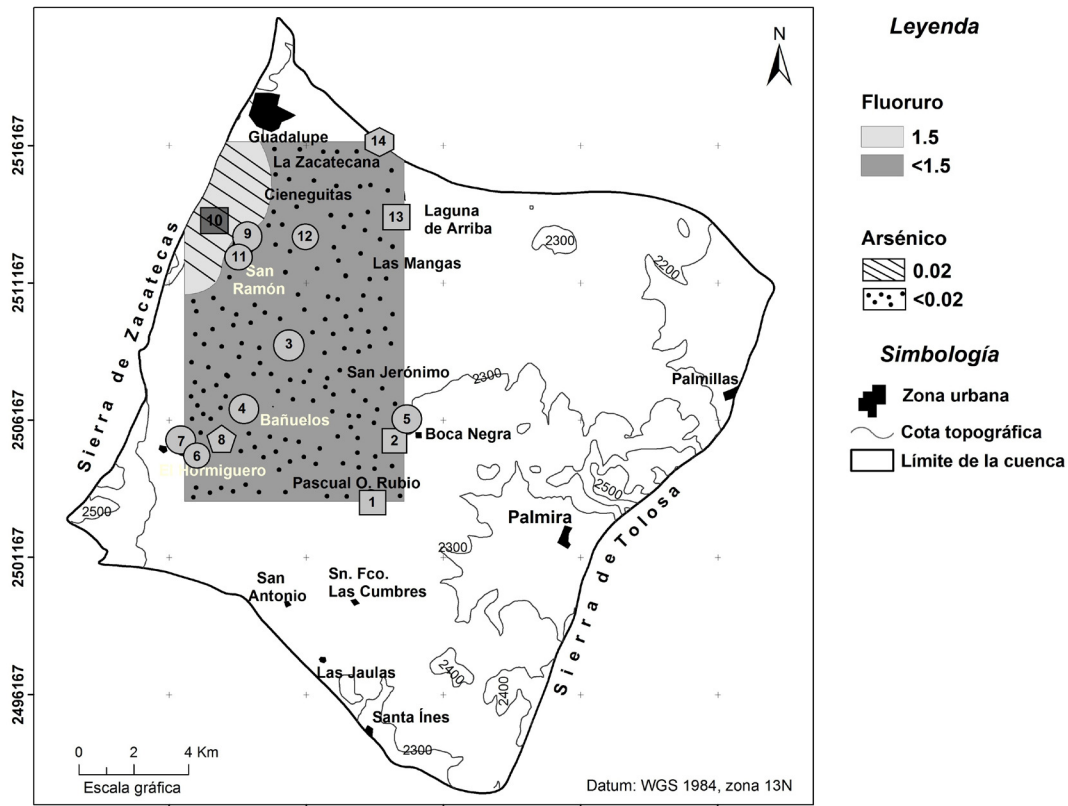 Leyenda
Fluoruro
1.5
<1.5
Arsénico
0.02
<0.02
Simbología
Zona urbana
Cota topográfica
Límite de la cuenca
N
2516167
2511167
2506167
2501167
2496167
Guadalupe
14
La Zacatecana
Cieneguitas
10
13
Laguna
de Arriba
9
12
11
San
Ramón
Las Mangas
2300
2200
Sierra de Zacatecas
3
San Jerónimo
2300
Palmillas
4
Bañuelos
5
7
8
2
Boca Negra
6
El Hormiguero
Pascual O. Rubio
1
2500
2500
Palmira
2300
Sierra de Tolosa
San
Antonio
Sn. Fco.
Las Cumbres
Las Jaulas
2400
2400
Santa Ínes
2300
0 2 4 Km
Escala gráfica
Datum: WGS 1984, zona 13N